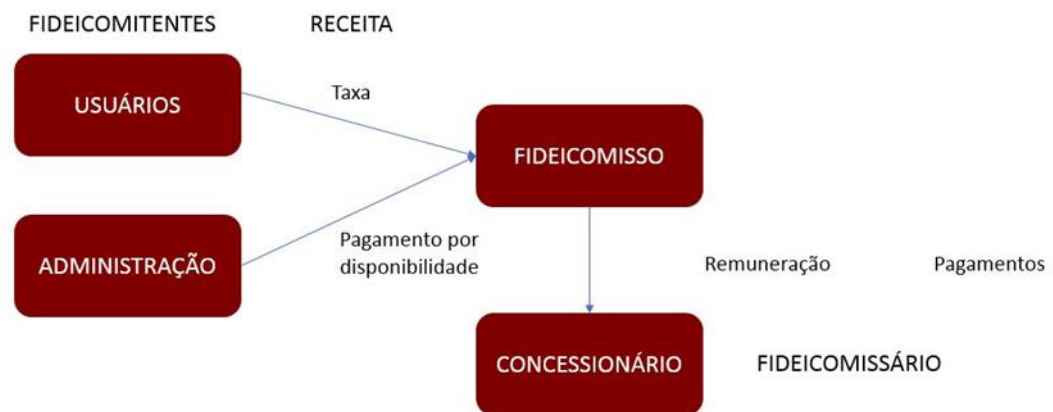 FIDEICOMITENTES
RECEITA
USUÁRIOS
Taxa
FIDEICOMISSO
ADMINISTRAÇÃO
Pagamento por
disponibilidade
Remuneração
Pagamentos
CONCESSIONÁRIO
FIDEICOMISSÁRIO